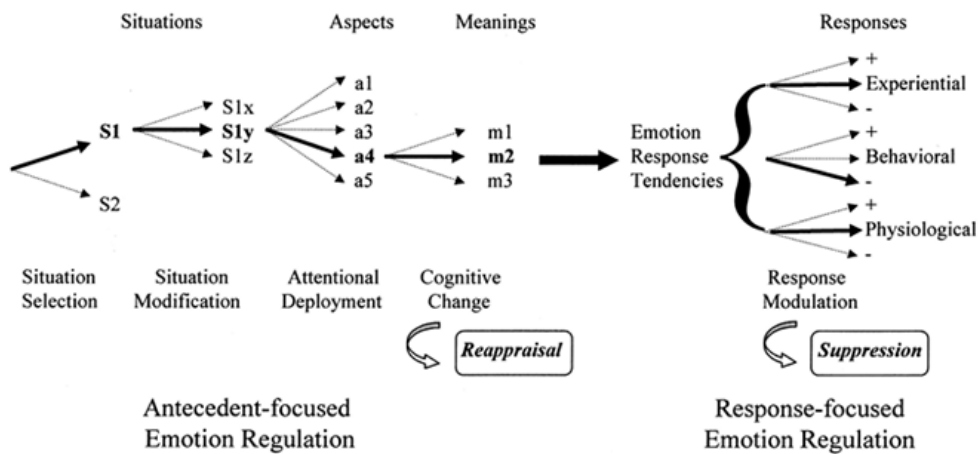 Situations
Aspects
Meanings
Responses
S1
S2
S1x
S1y
S1z
a1
a2
a3
a4
a5
m1
m2
m3
Emotion
Response
Tendencies
+
Experiential
-
+
Behavioral
-
+
Physiological
-
Situation
Selection
Situation
Modification
Attentional
Deployment
Cognitive
Change
Response
Modulation
Reappraisal
Suppression
Antecedent-focused
Emotion Regulation
Response-focused
Emotion Regulation